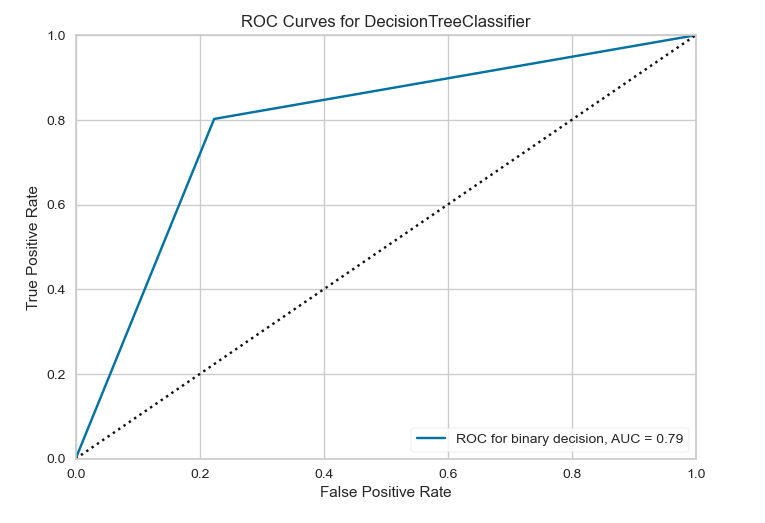 ROC Curves for DecisionTreeClassifier
1.0
0.8
0.6
0.4
0.2
0.0
True Positive Rate
ROC for binary decision, AUC = 0.79
0.0 0.2 0.4 0.6 0.8 1.0
False Positive Rate